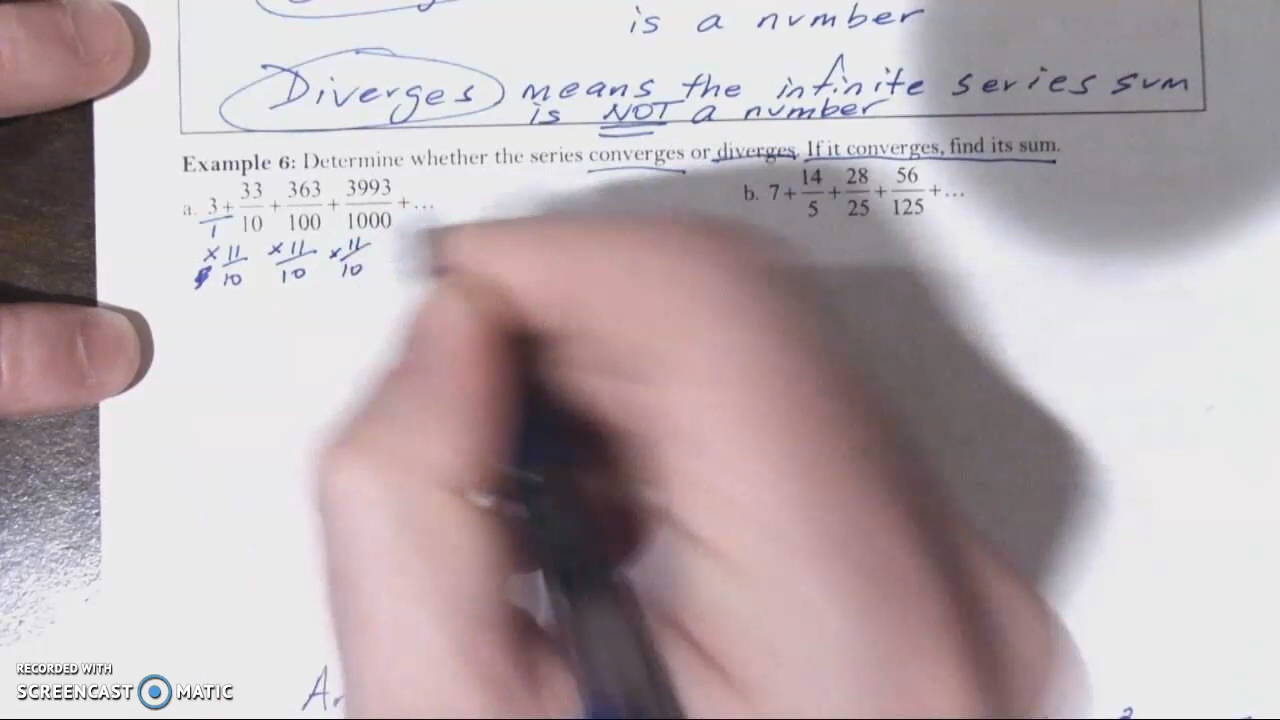 is a number
Diverges means the infinite series sum
is NOT a number
Example 6: Determine whether the series converges or diverges. If it converges, find its sum.
a. 3 + 33/10 + 363/100 + 3993/1000 + ...
b. 7 + 14/5 + 28/25 + 56/125 + ...
1
× 11/10 × 11/10 × 11/10
RECORDED WITH
SCREENCAST MATIC